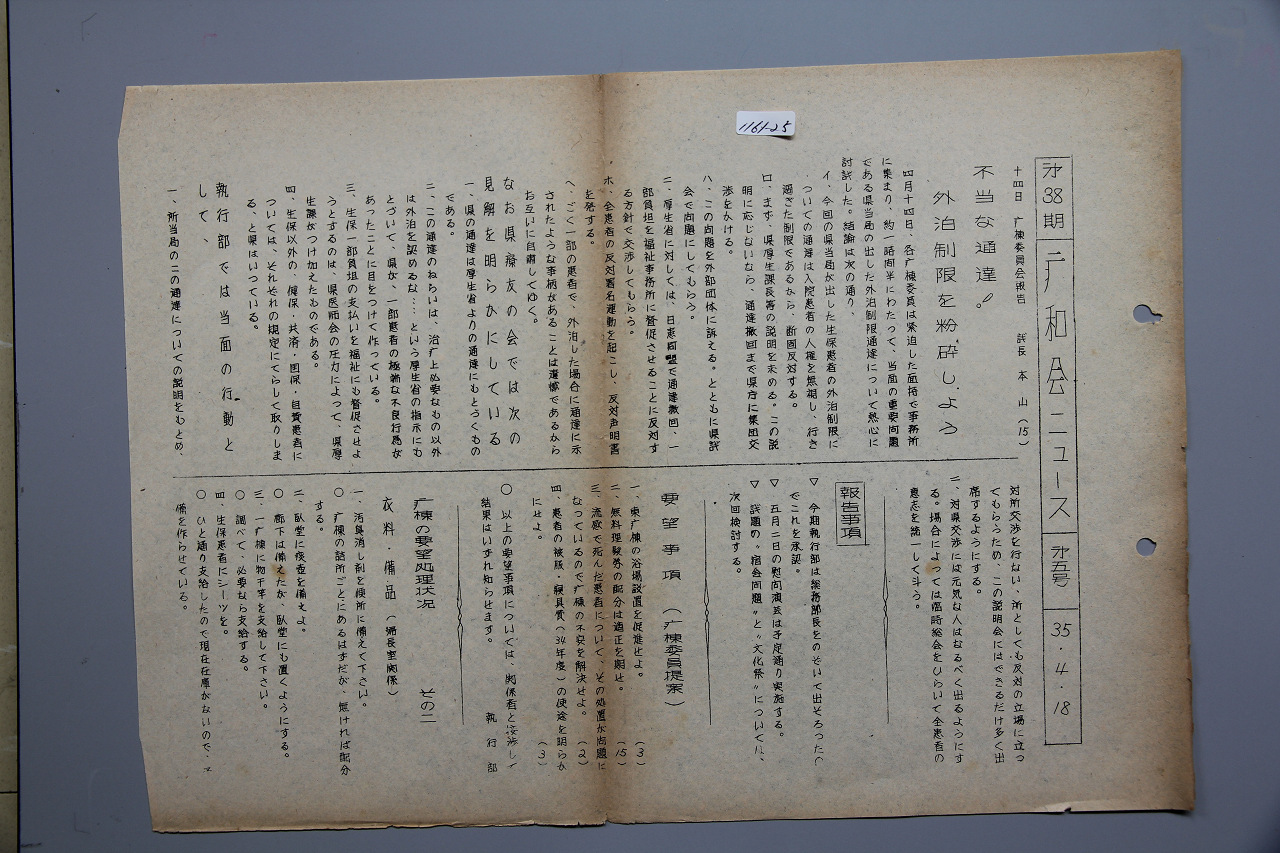 1161-25
才38期
二疒和会ニュース
才五号
35・4・18
十四日 疒棟委員会報告 議長 本山(15)
不当な通達!
外泊制限を粉砕しよう
四月十四日、各疒棟委員は緊迫した面持で事務所
に集まり、約一時間半にわたって、当面の重要問題
である県当局の出した外泊制限通達について熱心に
討議した。結論は次の通り、
イ、今回の県当局が出した生保患者の外泊制限に
ついての通達は入院患者の人権を無視し、行き
過ぎた制限であるから、断固反対する。
ロ、まず、県厚生課長等の説明を求める。この説
明に応じないなら、通達撤回まで県庁に集団交
渉をかける。
ハ、この問題を外部団体に訴える。とともに県議
会で問題にしてもらう。
ニ、厚生省に対しては、日患同盟で通達撤回、一
部負担を福祉事務所に督促させることに反対す
る方針で交渉してもらう。
ホ、全患者の反対署名運動を起こし、反対声明書
を発する。
ヘ、ごく一部の患者で、外泊した場合に通達に示
されたような事柄があることは遺憾であるから
お互いに自粛してゆく。
なお県療友の会では次の
見解を明らかにしている
一、県の通達は厚生省よりの通達にもとづくもの
である。
二、この通達のねらいは、治疒上必要なもの以外
は外泊を認めるな…という厚生省の指示にも
とづいて、県が、一部患者の極端な不良行為が
あったことに目をつけて作っている。
三、生保一部負担の支払いを福祉にも督促させよ
うとするのは、県医師会の圧力によって、県厚
生課がつけ加えたものである。
四、生保以外の、健保・共済・国保・自費患者に
ついては、それぞれの規定にてらして取りしま
る、と県はいっている。
執行部では当面の行動と
して、
一、所当局のこの通達についての説明をもとめ、
対所交渉を行ない、所としても反対の立場に立っ
てもらうため、この説明会にはできるだけ多く出
席するようにする。
二、対県交渉には元気な人はなるべく出るようにす
る。場合によっては臨時総会をひらいて全患者の
意志を統一して斗う。
報告事項
▽ 今期執行部は総務部長をのぞいて出そろったの
でこれを承認。
▽ 五月二日の慰問演芸は予定通り実施する。
▽ 議題の〝宿舎問題〟と〝文化祭〟については、
次回検討する。
要望事項(疒棟委員提案)
一、東疒棟の浴場設置を促進せよ。(3)
二、無料理髪券の配分は適正を期せ。(15)
三、流感で死んだ患者について、その処置が問題に
なっているので疒棟の不安を解決せよ。(2)
四、患者の被服・寝具費(34年度)の使途を明らか
にせよ。(3)
○ 以上の要望事項については、関係者と接渉し、
結果はいずれ知らせます。 執行部
疒棟の要望処理状況 その二
衣料・備品(婦長室関係)
一、汚臭消し剤を便所に備えて下さい。
○ 疒棟の詰所ごとにあるはずだが、無ければ配分
する。
二、臥堂に痰壺を備えよ。
○ 廊下は備えたが、臥堂にも置くようにする。
三、一疒棟に物干竿を支給して下さい。
○ 調べて、必要なら支給する。
四、生保患者にシーツを。
○ ひと通り支給したので現在在庫がないので、予
備を作らせている。